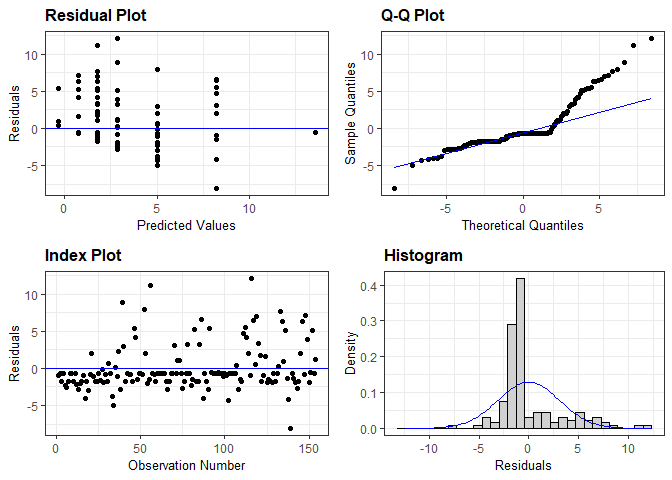 Residual Plot
10
5
0
-5
Residuals
0
5
10
Predicted Values
Q-Q Plot
10
5
0
-5
Sample Quantiles
-5
0
5
Theoretical Quantiles
Index Plot
10
5
0
-5
Residuals
0
50
100
150
Observation Number
Histogram
0.4
0.3
0.2
0.1
0.0
Density
-10
-5
0
5
10
Residuals